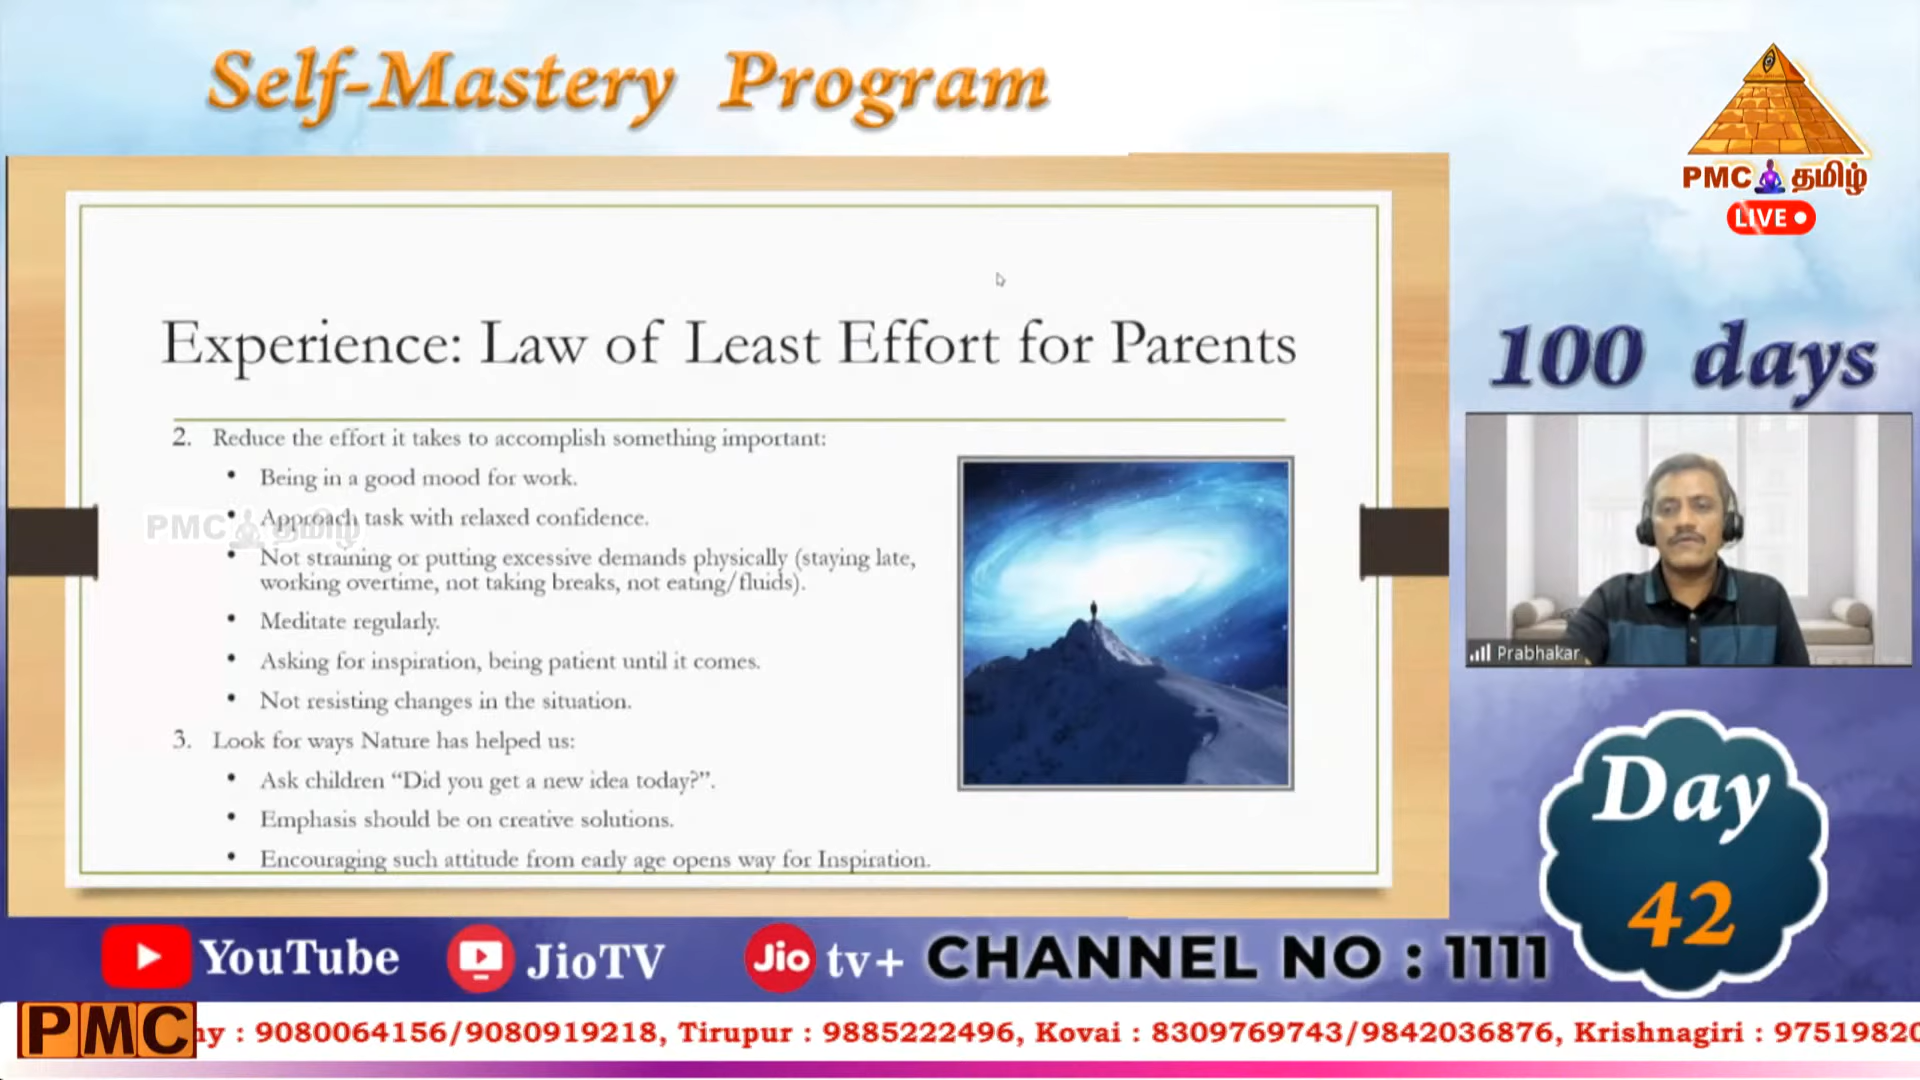 Self-Mastery Program
PMC தமிழ்
LIVE
Experience: Law of Least Effort for Parents
100 days
2. Reduce the effort it takes to accomplish something important:
• Being in a good mood for work.
• Approach task with relaxed confidence.
PMC தமிழ்
• Not straining or putting excessive demands physically (staying late,
working overtime, not taking breaks, not eating/fluids).
• Meditate regularly.
• Asking for inspiration, being patient until it comes.
• Not resisting changes in the situation.
3. Look for ways Nature has helped us:
• Ask children “Did you get a new idea today?”.
• Emphasis should be on creative solutions.
• Encouraging such attitude from early age opens way for Inspiration.
Prabhakar
Day
42
YouTube JioTV Jio tv+ CHANNEL NO : 1111
PMC hy : 9080064156/9080919218, Tirupur : 9885222496, Kovai : 8309769743/9842036876, Krishnagiri : 97519820